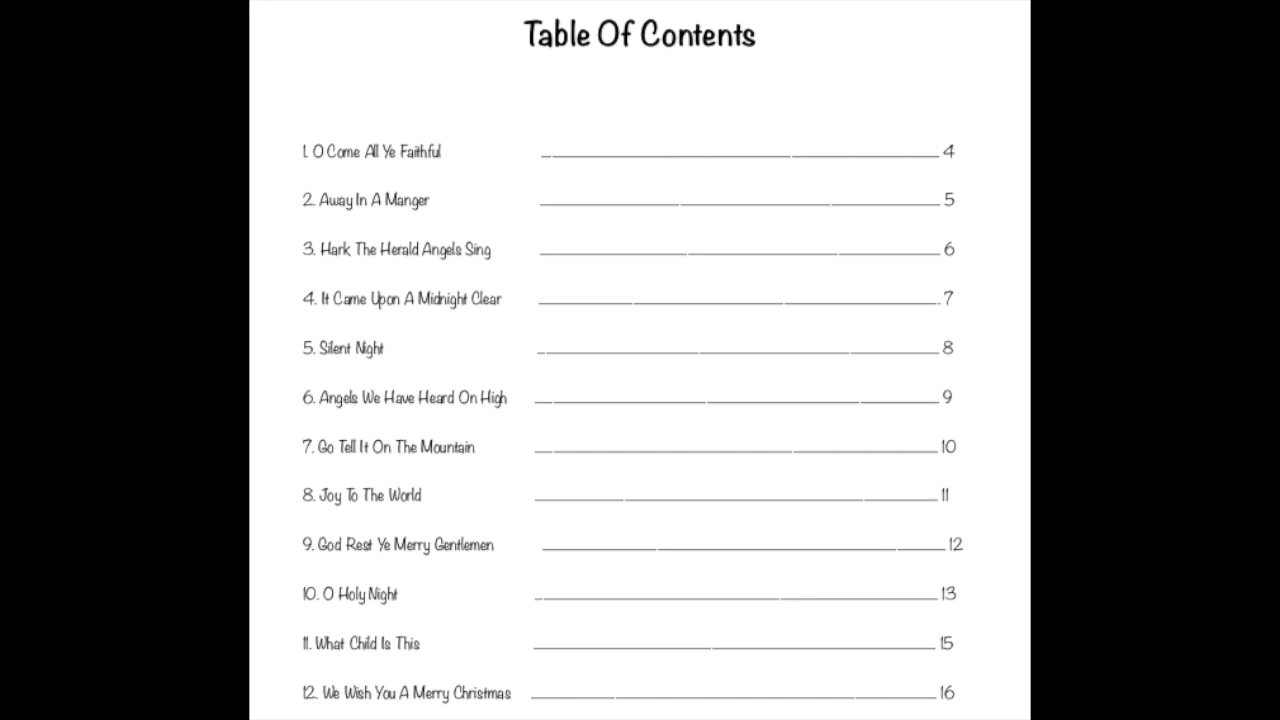 Table Of Contents
1. O Come All Ye Faithful 4
2. Away In A Manger 5
3. Hark The Herald Angels Sing 6
4. It Came Upon A Midnight Clear 7
5. Silent Night 8
6. Angels We Have Heard On High 9
7. Go Tell It On The Mountain 10
8. Joy To The World 11
9. God Rest Ye Merry Gentlemen 12
10. O Holy Night 13
11. What Child Is This 15
12. We Wish You A Merry Christmas 16